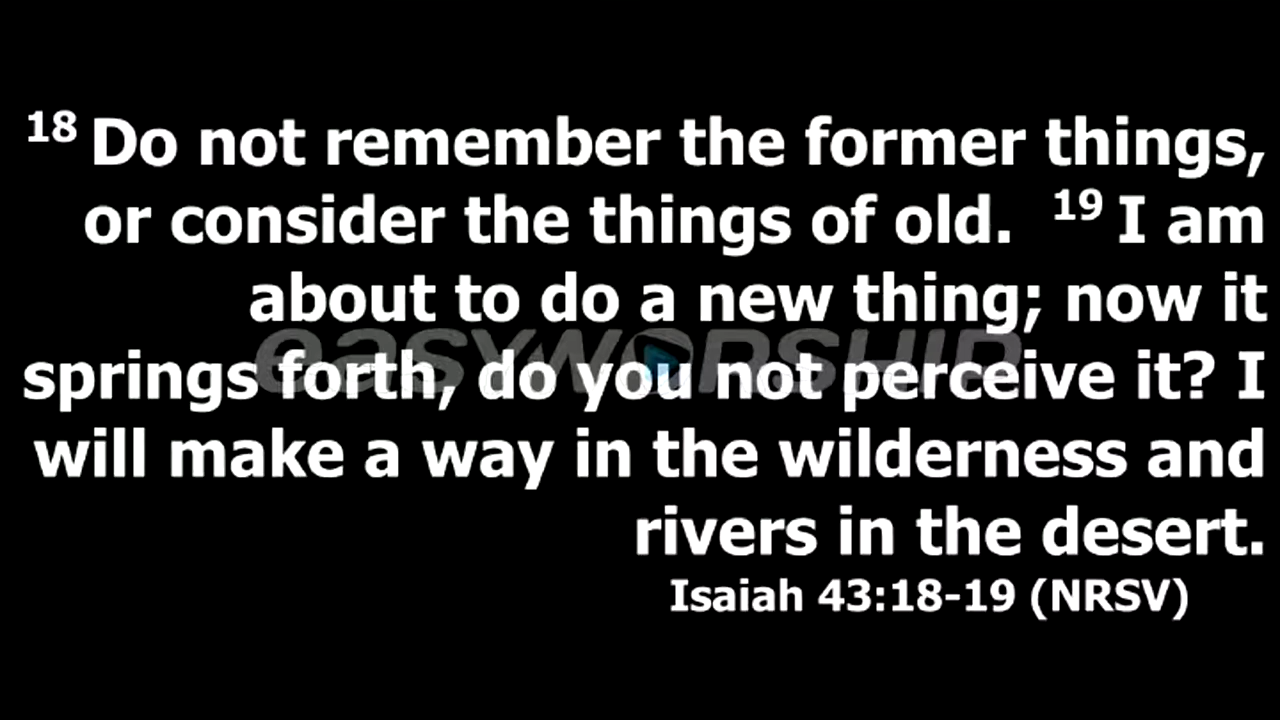 18 Do not remember the former things,
or consider the things of old. 19 I am
about to do a new thing; now it
easyworship
springs forth, do you not perceive it? I
will make a way in the wilderness and
rivers in the desert.
Isaiah 43:18-19 (NRSV)